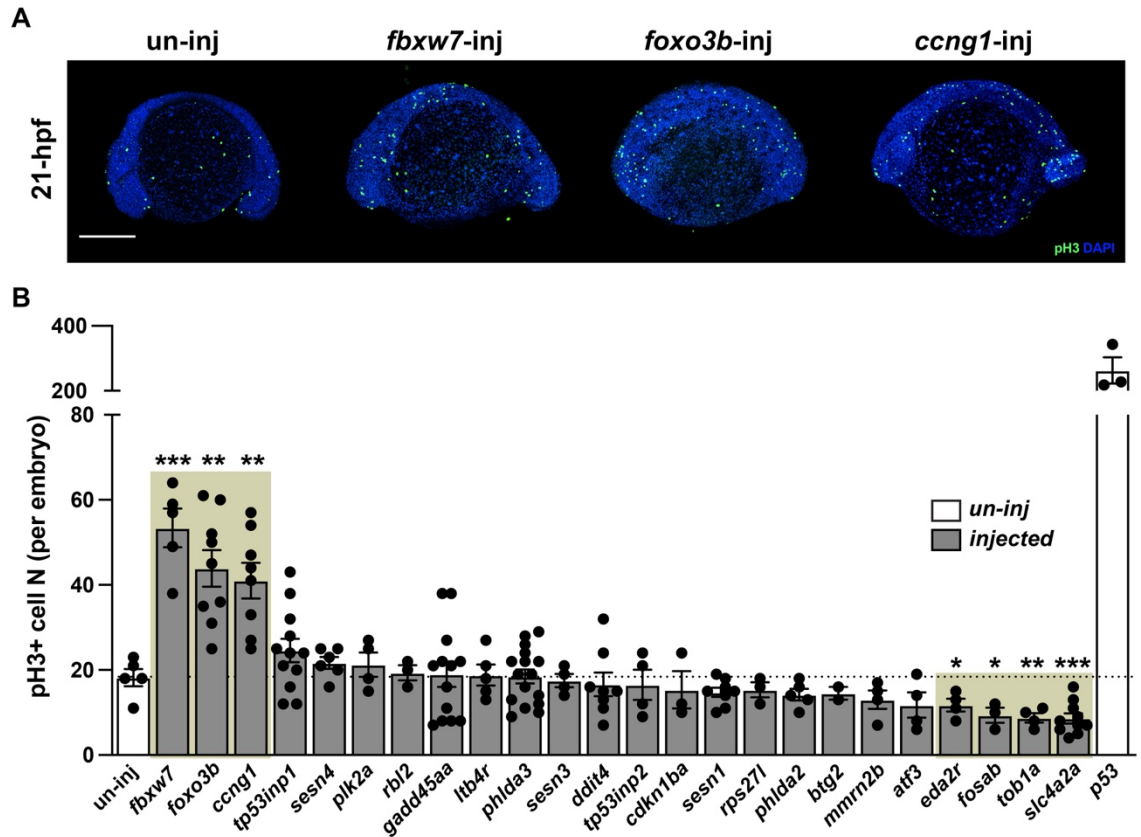 A
un-inj fbxw7-inj foxo3b-inj ccng1-inj
21-hpf
pH3 DAPI
B
pH3+ cell N (per embryo)
400
200
80
60
40
20
0
*** ** **
* * ** ***
un-inj
injected
un-inj fbxw7 foxo3b ccng1 tp53inp1 sesn4 plk2a rbl2 gadd45aa ltb4r phlda3 sesn3 ddit4 tp53inp2 cdkn1ba sesn1 rps27l phlda2 btg2 mmrn2b atf3 eda2r fosab tob1a slc4a2a p53